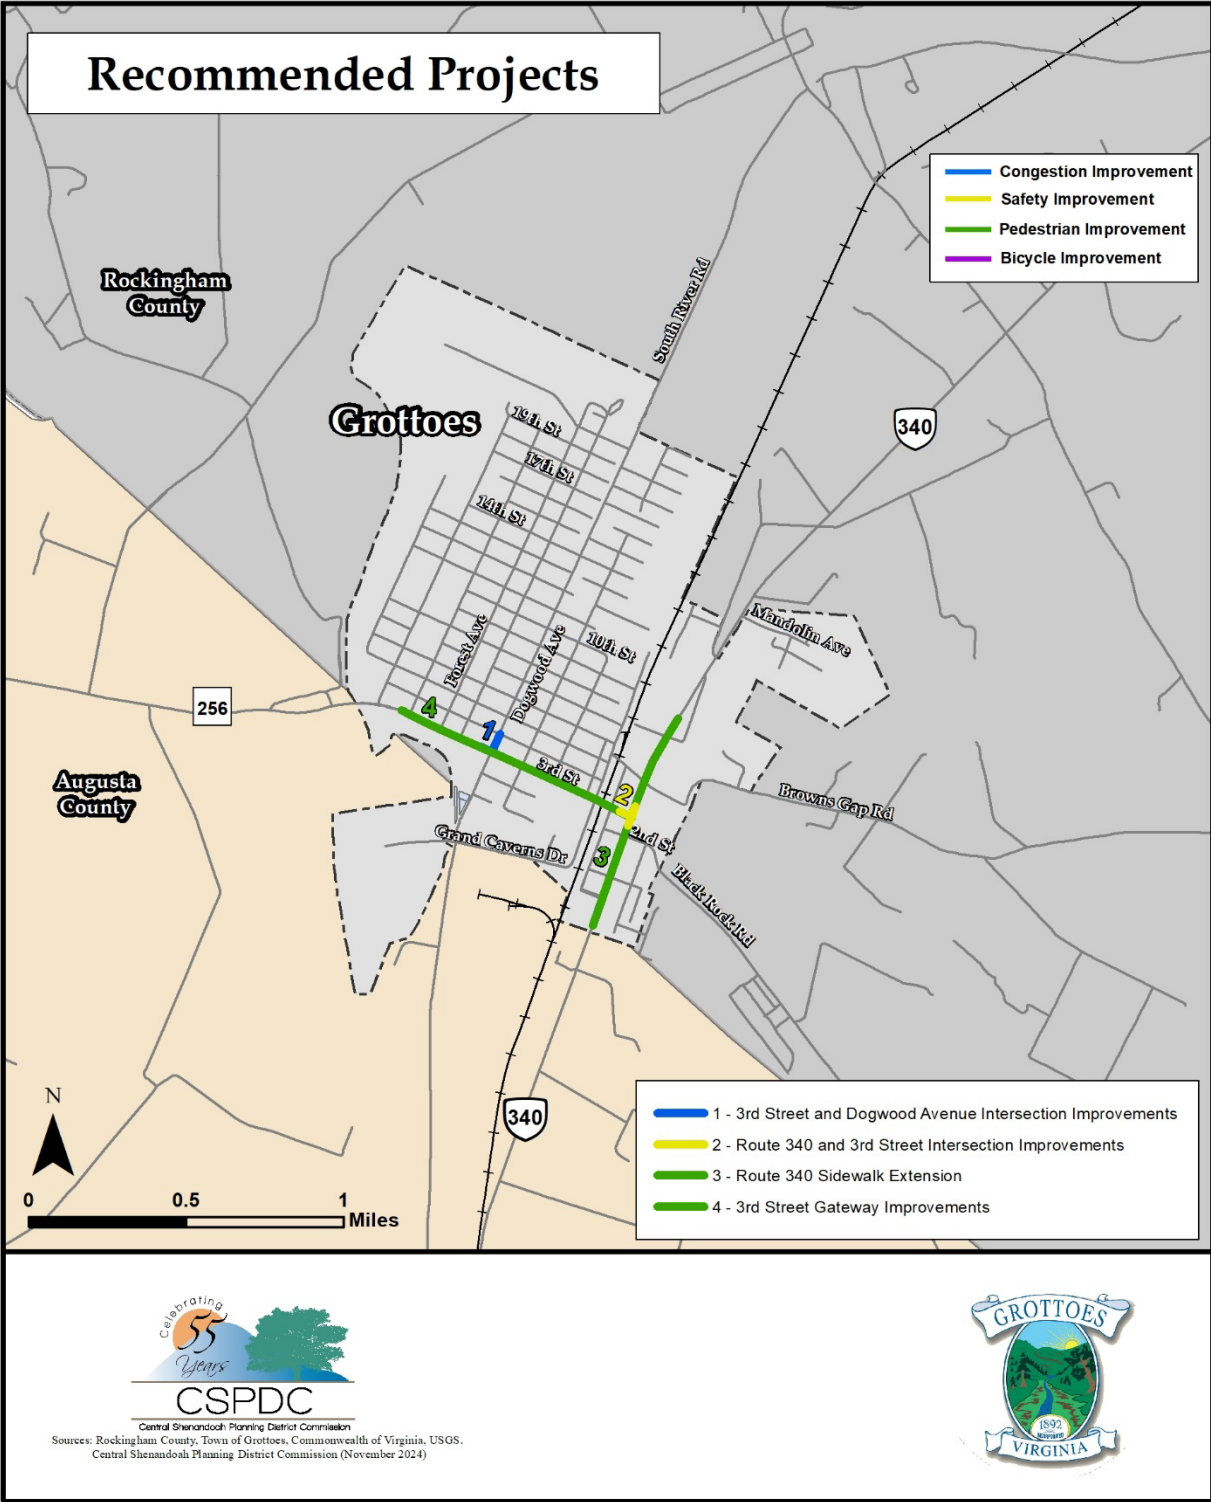 Recommended Projects
Congestion Improvement
Safety Improvement
Pedestrian Improvement
Bicycle Improvement
Rockingham
County
South River Rd
Grottoes
340
19th St
17th St
14th St
Forest Ave
Dogwood Ave
10th St
Mandolin Ave
256
4
1
3rd St
2
2nd St
Browns Gap Rd
Augusta
County
Grand Caverns Dr
3
Black Rock Rd
340
N
0 0.5 1
Miles
1 - 3rd Street and Dogwood Avenue Intersection Improvements
2 - Route 340 and 3rd Street Intersection Improvements
3 - Route 340 Sidewalk Extension
4 - 3rd Street Gateway Improvements
Celebrating
55
Years
CSPDC
Central Shenandoah Planning District Commission
Sources: Rockingham County, Town of Grottoes, Commonwealth of Virginia, USGS.
Central Shenandoah Planning District Commission (November 2024)
GROTTOES
1892
VIRGINIA